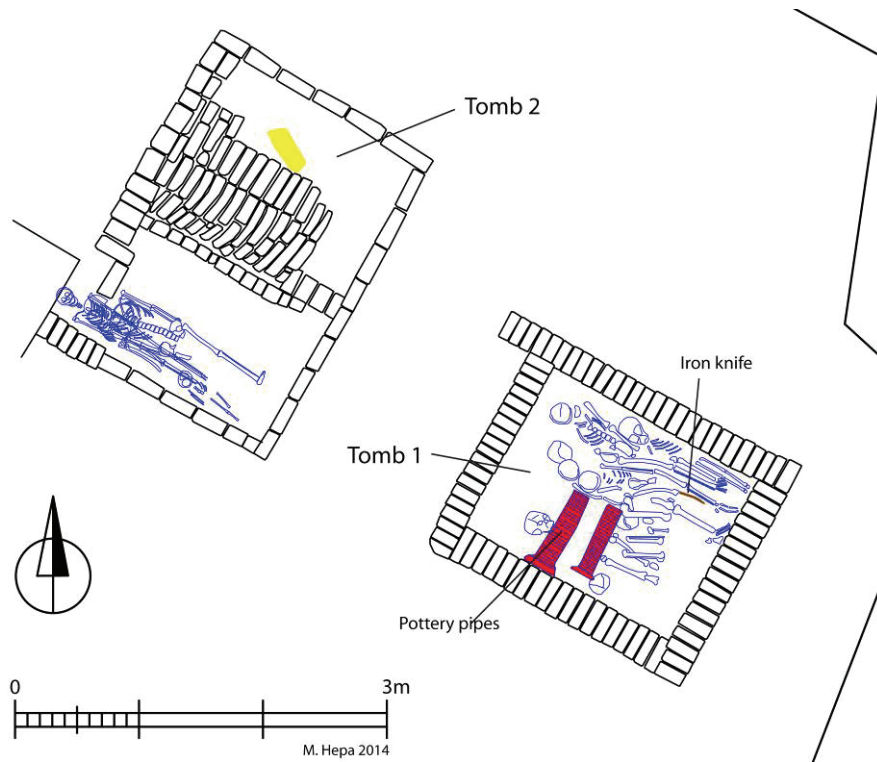 Tomb 2
Iron knife
Tomb 1
Pottery pipes
0 3m
M. Hepa 2014